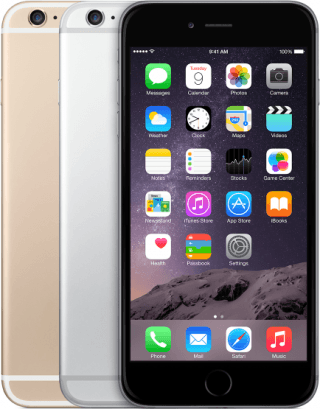 9:41 AM 100%
Tuesday
9
Messages Calendar Photos Camera
Weather Clock Maps Videos
Notes Reminders Stocks Game Center
Newsstand iTunes Store App Store iBooks
Health Passbook Settings
Phone Mail Safari Music